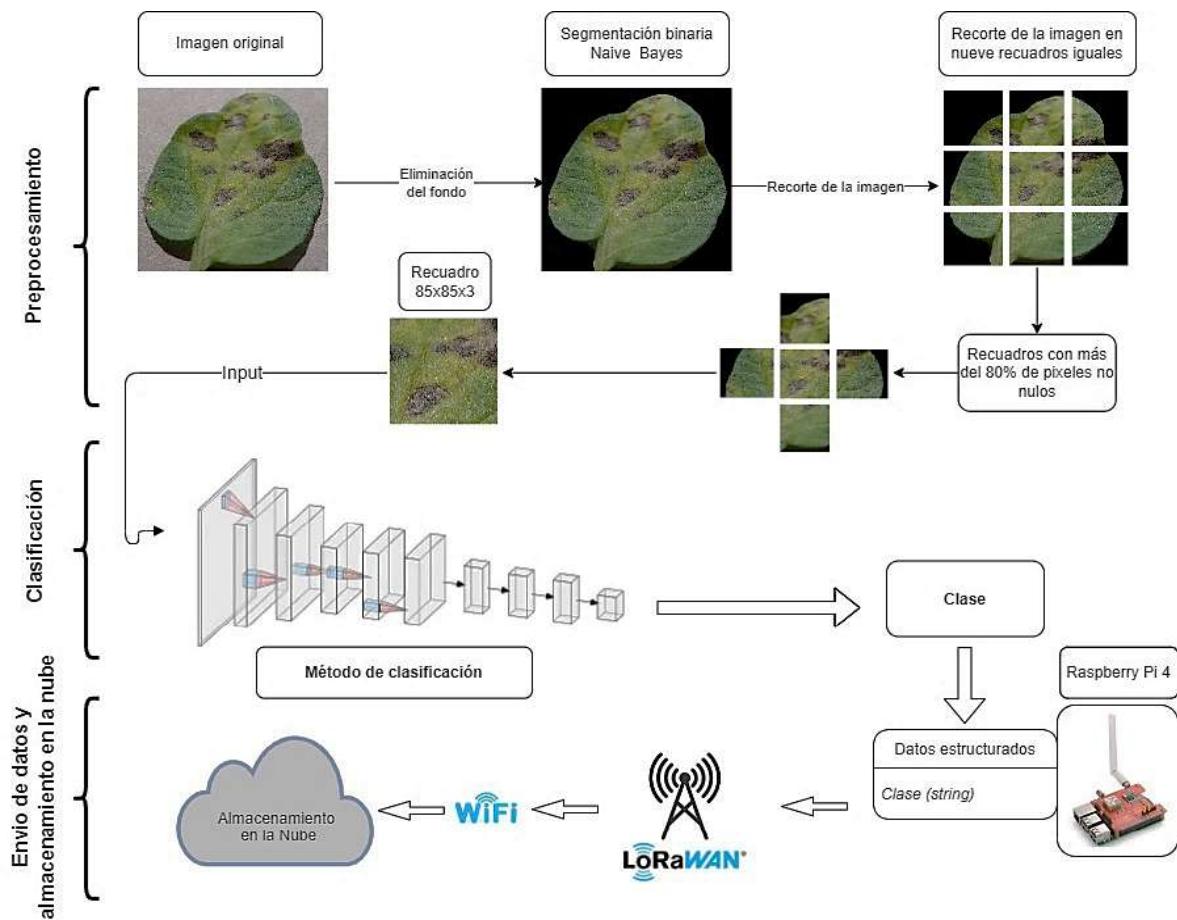 Imagen original
Segmentación binaria
Naive Bayes
Recorte de la imagen en
nueve recuadros iguales
Preprocesamiento
Eliminación
del fondo
Recorte de la imagen
Recuadro
85x85x3
Input
Recuadros con más
del 80% de pixeles no
nulos
Clasificación
Clase
Método de clasificación
Raspberry Pi 4
Envio de datos y
almacenamiento en la nube
Datos estructurados
Clase (string)
Almacenamiento
en la Nube
WiFi
LoRaWAN®